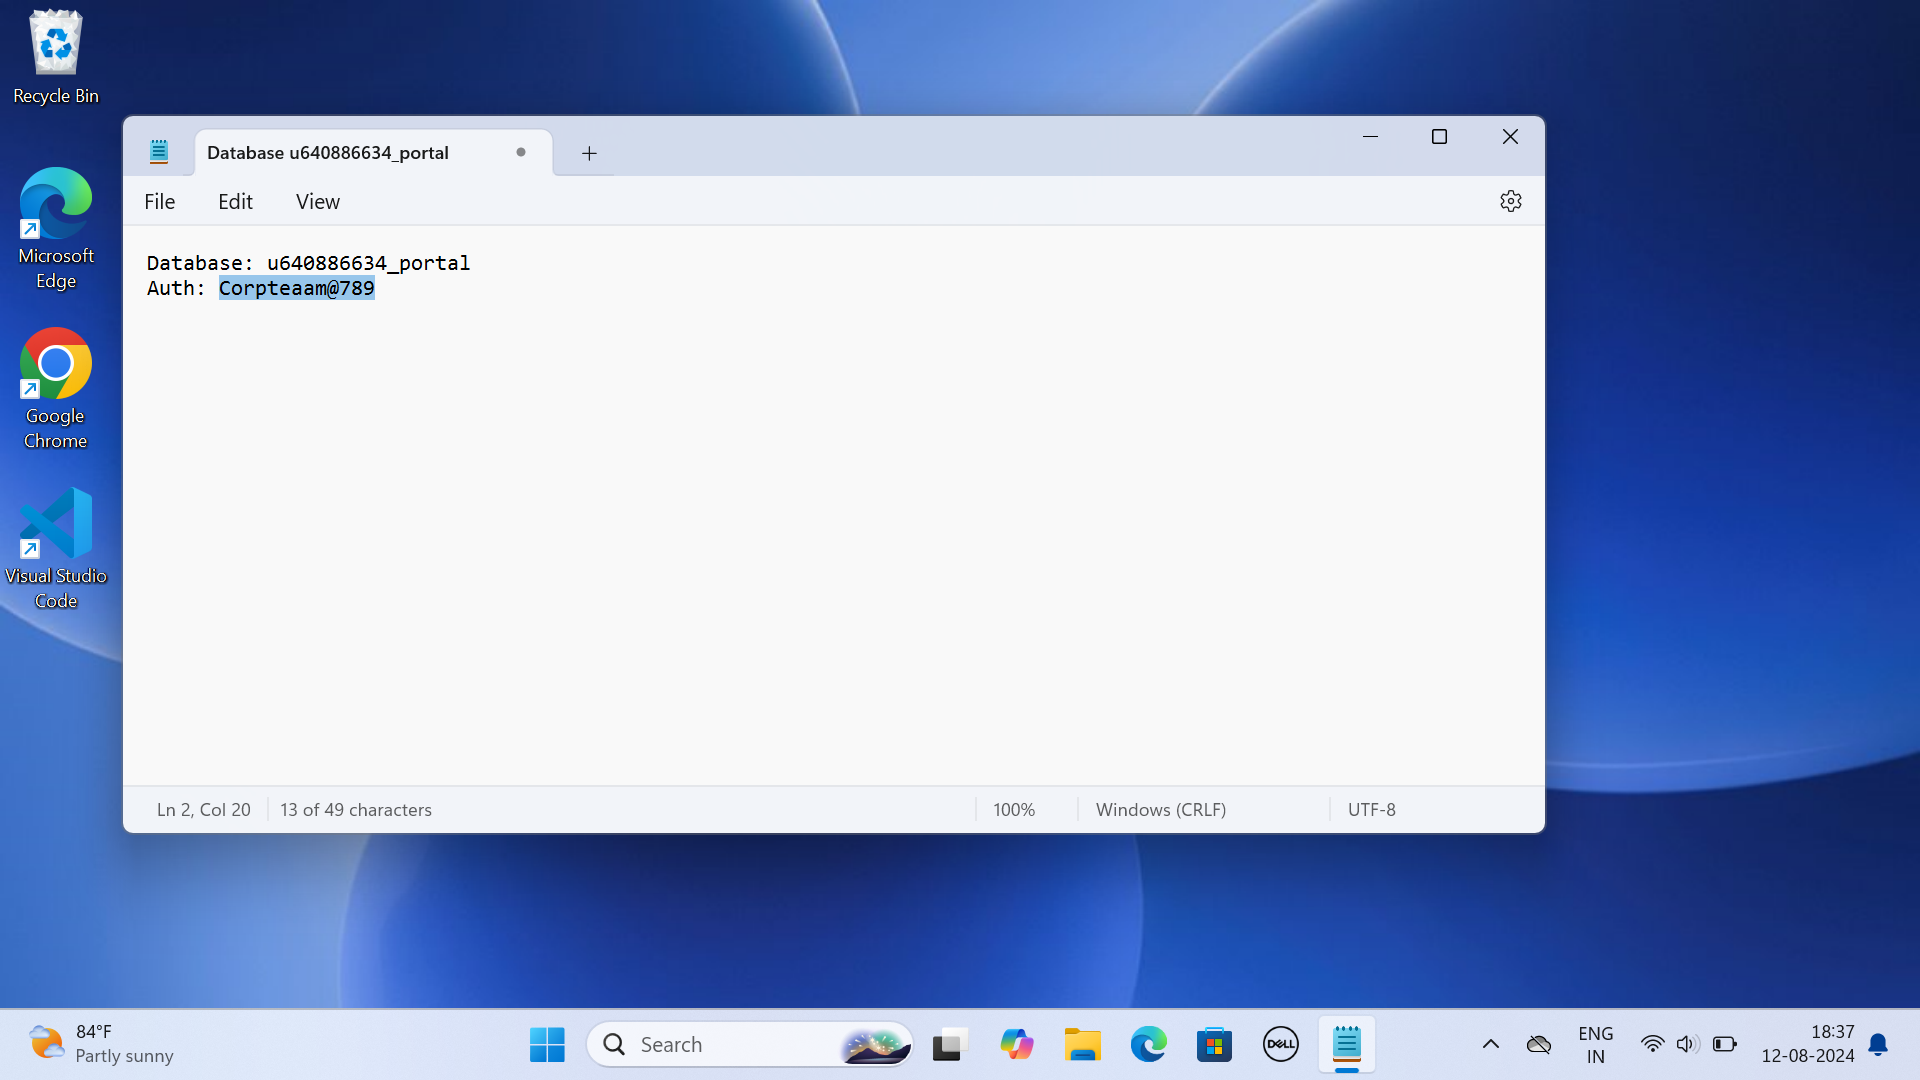 Recycle Bin
Microsoft
Edge
Google
Chrome
Visual Studio
Code
Database u640886634_portal
File Edit View
Database: u640886634_portal
Auth: Corpteaam@789
Ln 2, Col 20 13 of 49 characters 100% Windows (CRLF) UTF-8
84°F
Partly sunny
Search
DELL
ENG
IN
18:37
12-08-2024